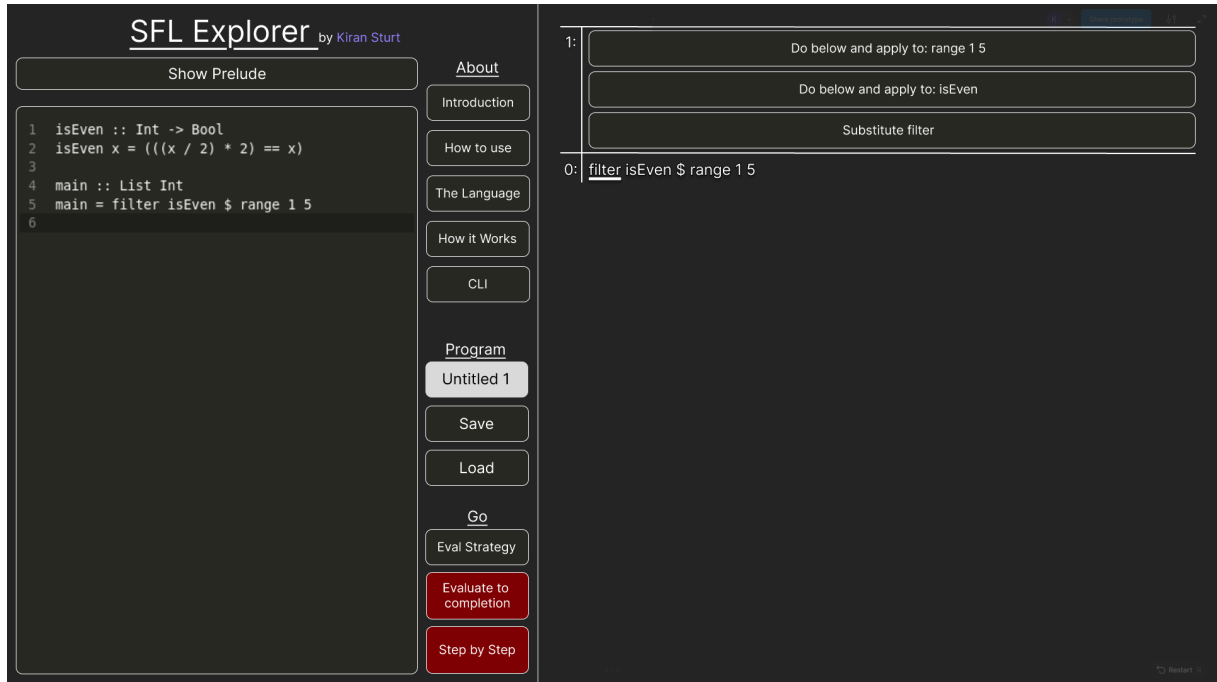 SFL Explorer by Kiran Sturt
Show Prelude
1 isEven :: Int -> Bool
2 isEven x = (((x / 2) * 2) == x)
3
4 main :: List Int
5 main = filter isEven $ range 1 5
6
About
Introduction
How to use
The Language
How it Works
CLI
Program
Untitled 1
Save
Load
Go
Eval Strategy
Evaluate to
completion
Step by Step
1:
Do below and apply to: range 1 5
Do below and apply to: isEven
Substitute filter
0: filter isEven $ range 1 5
Share prototype
Restart